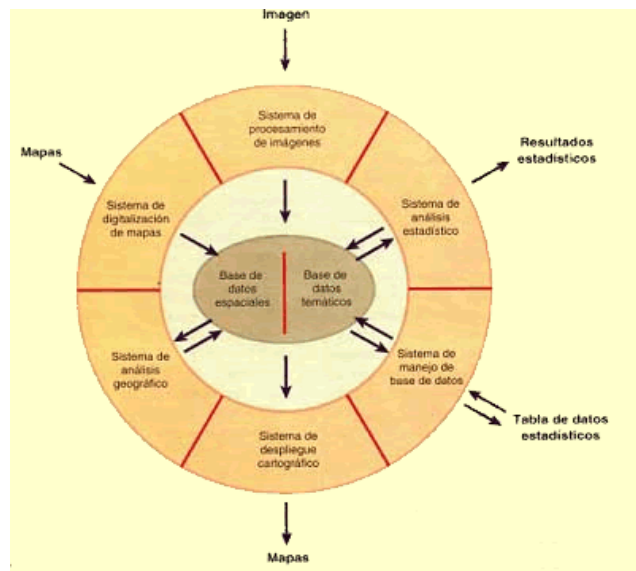 Imagen
Sistema de
procesamiento
de imágenes
Mapas
Resultados
estadísticos
Sistema de
digitalización
de mapas
Sistema de
análisis
estadístico
Base de
datos
espaciales
Base de
datos
temáticos
Sistema de
análisis
geográfico
Sistema de
manejo de
base de datos
Tabla de datos
estadísticos
Sistema de
despliegue
cartográfico
Mapas